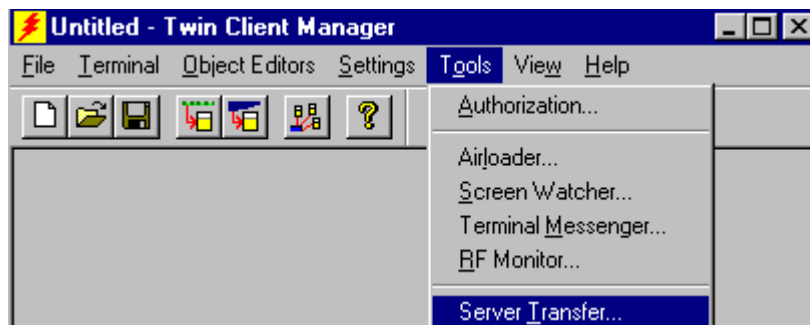 Untitled - Twin Client Manager
File Terminal Object Editors Settings Tools View Help
Authorization...
Airloader...
Screen Watcher...
Terminal Messenger...
RF Monitor...
Server Transfer...